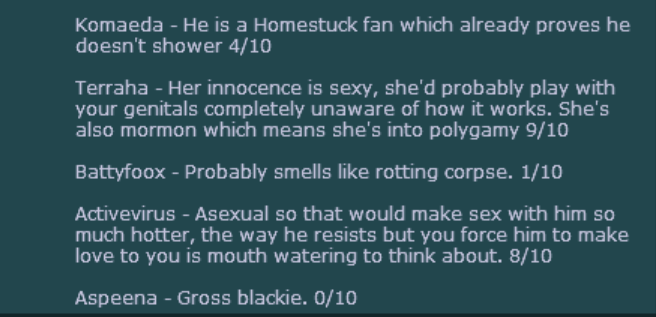 Komaeda - He is a Homestuck fan which already proves he
doesn't shower 4/10
Terraha - Her innocence is sexy, she'd probably play with
your genitals completely unaware of how it works. She's
also mormon which means she's into polygamy 9/10
Battyfoox - Probably smells like rotting corpse. 1/10
Activevirus - Asexual so that would make sex with him so
much hotter, the way he resists but you force him to make
love to you is mouth watering to think about. 8/10
Aspeena - Gross blackie. 0/10